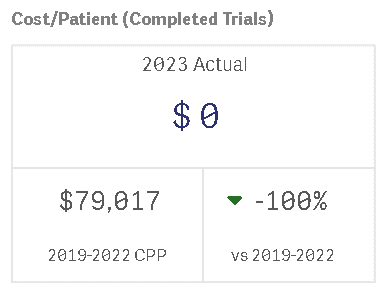 Cost/Patient (Completed Trials)
2023 Actual
$0
$79,017
-100%
2019-2022 CPP
vs 2019-2022